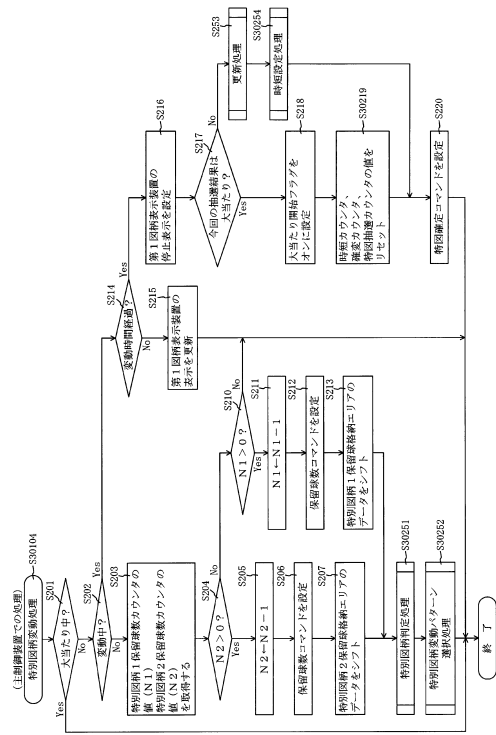 (主制御装置での処理)
特別図柄変動処理
S30104
大当たり中?
S201
Yes
No
変動中?
S202
Yes
No
特別図柄1保留球数カウンタの
値(N1)
特別図柄2保留球数カウンタの
値(N2)
を取得する
S203
N2>0?
S204
No
Yes
N2←N2-1
S205
保留球数コマンドを設定
S206
特別図柄2保留球格納エリアの
データをシフト
S207
N1>0?
S210
No
Yes
N1←N1-1
S211
保留球数コマンドを設定
S212
特別図柄1保留球格納エリアの
データをシフト
S213
特別図柄判定処理
S30251
特別図柄変動パターン
選択処理
S30252
終了
変動時間経過?
S214
Yes
No
第1図柄表示装置の
表示を更新
S215
第1図柄表示装置の
停止表示を設定
S216
今回の抽選結果は
大当たり?
S217
No
Yes
大当たり開始フラグを
オンに設定
S218
時短カウンタ、
確変カウンタ、
特図抽選カウンタの値を
リセット
S30219
更新処理
S253
時短設定処理
S30254
特図確定コマンドを設定
S220